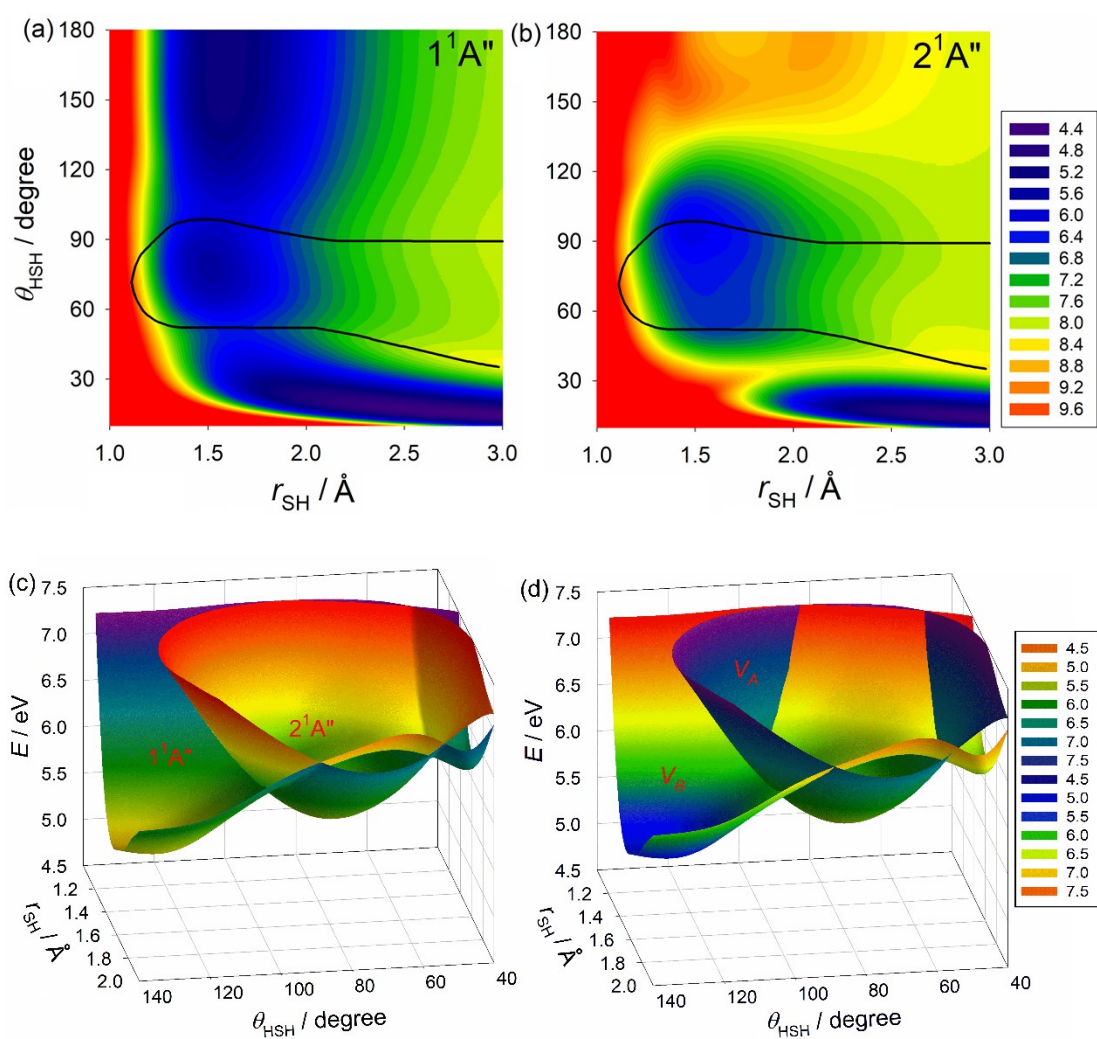 (a)
1¹A"
θHSH / degree
180
150
120
90
60
30
1.0 1.5 2.0 2.5 3.0
rSH / Å
(b)
2¹A"
180
150
120
90
60
30
1.0 1.5 2.0 2.5 3.0
rSH / Å
4.4
4.8
5.2
5.6
6.0
6.4
6.8
7.2
7.6
8.0
8.4
8.8
9.2
9.6
(c)
E / eV
7.5
7.0
6.5
6.0
5.5
5.0
4.5
1¹A"
2¹A"
1.2
1.4
1.6
1.8
2.0
rSH / Å
140 120 100 80 60 40
θHSH / degree
(d)
E / eV
7.5
7.0
6.5
6.0
5.5
5.0
4.5
VA
VB
1.2
1.4
1.6
1.8
2.0
rSH / Å
140 120 100 80 60 40
θHSH / degree
4.5
5.0
5.5
6.0
6.5
7.0
7.5
4.5
5.0
5.5
6.0
6.5
7.0
7.5